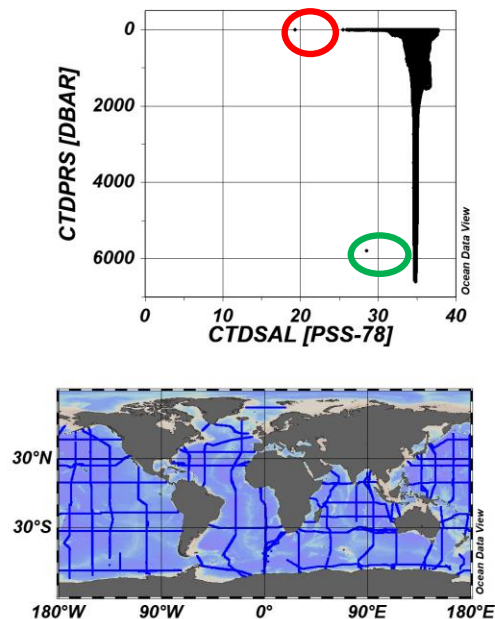 0
2000
4000
6000
CTDPRS [DBAR]
0 10 20 30 40
CTDSAL [PSS-78]
Ocean Data View
30°N
30°S
180°W 90°W 0° 90°E 180°E
Ocean Data View